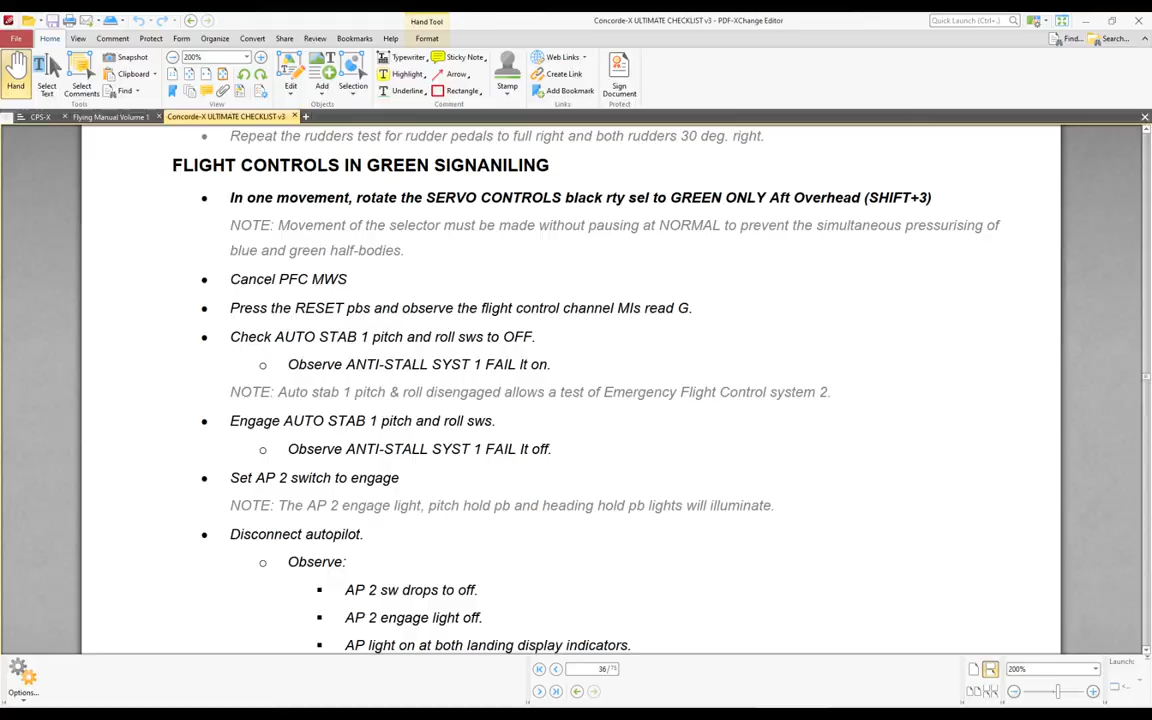 Hand Tool
Concorde-X ULTIMATE CHECKLIST v3 - PDF-XChange Editor
Quick Launch (Ctrl+.)
File Home View Comment Protect Form Organize Convert Share Review Bookmarks Help Format
Find... Search...
Hand
Select Text
Select Comments
Snapshot
Clipboard
Find
Tools
200%
View
Edit
Add
Selection
Objects
Typewriter
Highlight
Underline
Sticky Note
Arrow
Rectangle
Stamp
Comment
Web Links
Create Link
Add Bookmark
Links
Sign Document
Protect
CPS-X Flying Manual Volume 1 Concorde-X ULTIMATE CHECKLIST v3
• Repeat the rudders test for rudder pedals to full right and both rudders 30 deg. right.
FLIGHT CONTROLS IN GREEN SIGNANILING
• In one movement, rotate the SERVO CONTROLS black rty sel to GREEN ONLY Aft Overhead (SHIFT+3)
NOTE: Movement of the selector must be made without pausing at NORMAL to prevent the simultaneous pressurising of
blue and green half-bodies.
• Cancel PFC MWS
• Press the RESET pbs and observe the flight control channel MIs read G.
• Check AUTO STAB 1 pitch and roll sws to OFF.
o Observe ANTI-STALL SYST 1 FAIL lt on.
NOTE: Auto stab 1 pitch & roll disengaged allows a test of Emergency Flight Control system 2.
• Engage AUTO STAB 1 pitch and roll sws.
o Observe ANTI-STALL SYST 1 FAIL lt off.
• Set AP 2 switch to engage
NOTE: The AP 2 engage light, pitch hold pb and heading hold pb lights will illuminate.
• Disconnect autopilot.
o Observe:
▪ AP 2 sw drops to off.
▪ AP 2 engage light off.
▪ AP light on at both landing display indicators.
Options...
36/75
200%
Launch: